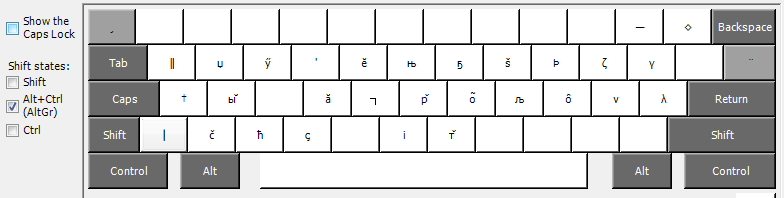 Show the
Caps Lock
Shift states:
Shift
Alt+Ctrl
(AltGr)
Ctrl
— ◇ Backspace
Tab ‖ џ ӳ ' ӗ њ ҕ š Þ ζ γ ¨
Caps † ы̆ ă ┐ р̌ õ љ ô ν λ Return
Shift | č ħ ç i т̌ Shift
Control Alt Alt Control